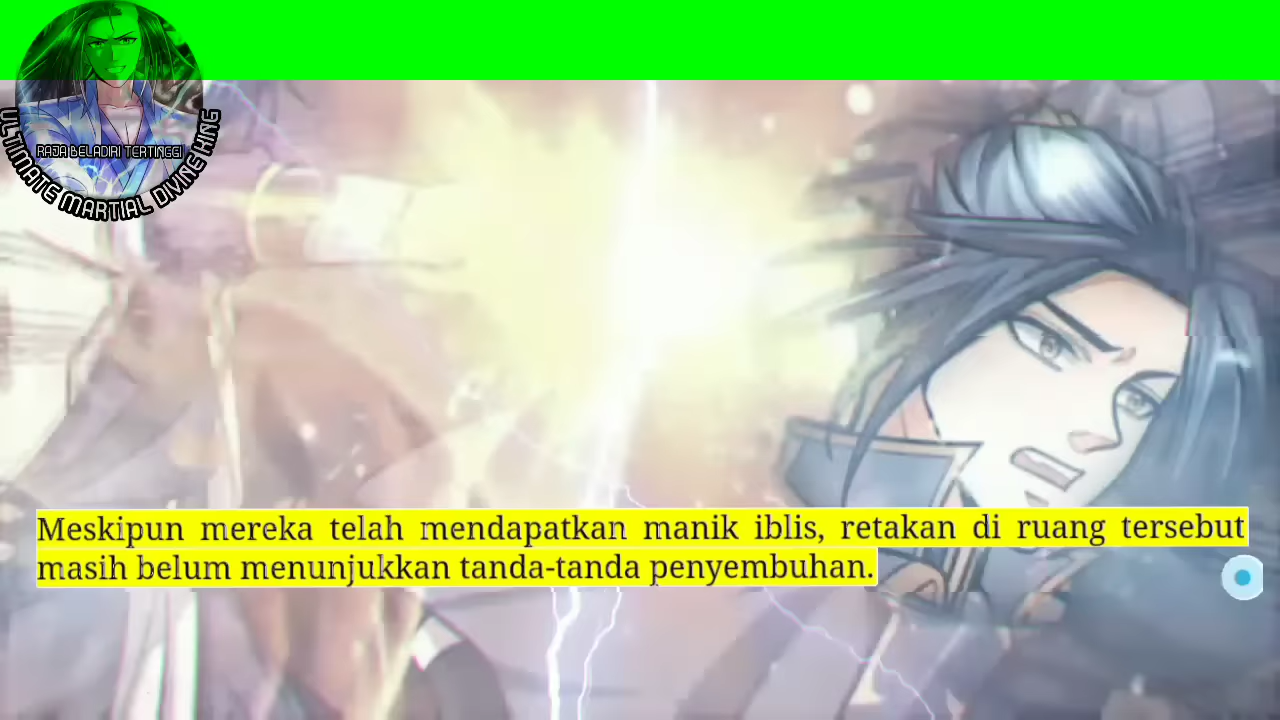 RAJA BELADIRI TERTINGGI
ULTIMATE MARTIAL DIVINE KING
Meskipun mereka telah mendapatkan manik iblis, retakan di ruang tersebut
masih belum menunjukkan tanda-tanda penyembuhan.